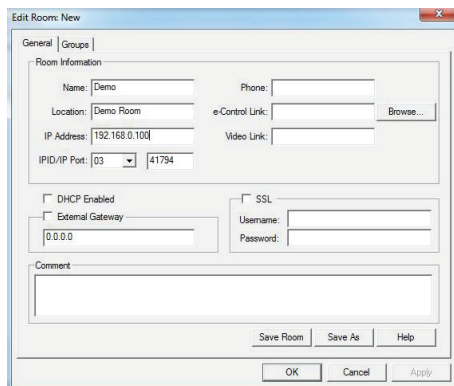 Edit Room: New
General Groups
Room Information
Name: Demo Phone:
Location: Demo Room e-Control Link: Browse...
IP Address: 192.168.0.100 Video Link:
IPID/IP Port: 03 41794
DHCP Enabled SSL
External Gateway Username:
0.0.0.0 Password:
Comment
Save Room Save As Help
OK Cancel Apply